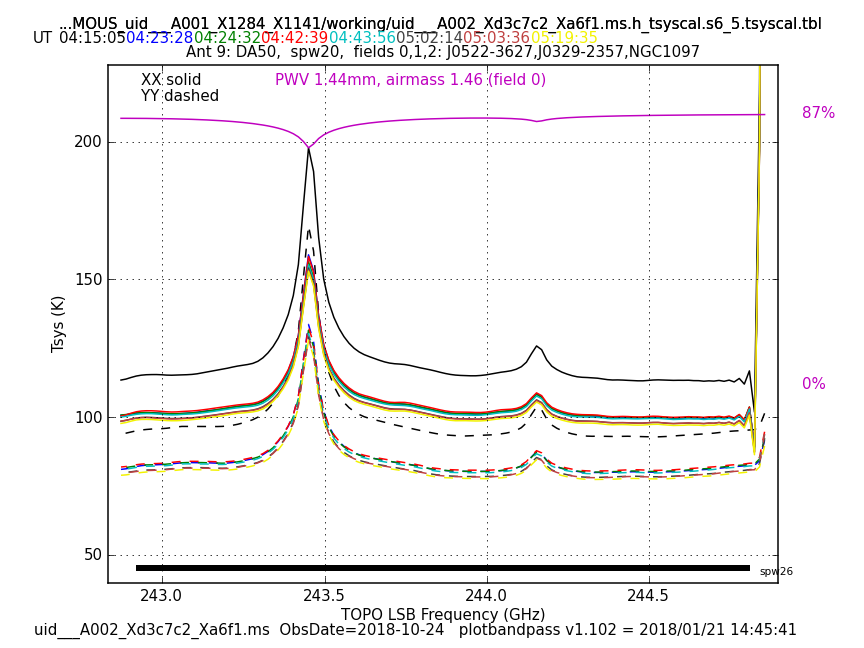 ...MOUS_uid___A001_X1284_X1141/working/uid___A002_Xd3c7c2_Xa6f1.ms.h_tsyscal.s6_5.tsyscal.tbl
UT 04:15:05 04:23:28 04:24:32 04:42:39 04:43:56 05:02:14 05:03:36 05:19:35
Ant 9: DA50, spw20, fields 0,1,2: J0522-3627,J0329-2357,NGC1097
XX solid
YY dashed
PWV 1.44mm, airmass 1.46 (field 0)
87%
0%
200
150
100
50
Tsys (K)
spw26
243.0 243.5 244.0 244.5
TOPO LSB Frequency (GHz)
uid___A002_Xd3c7c2_Xa6f1.ms ObsDate=2018-10-24 plotbandpass v1.102 = 2018/01/21 14:45:41